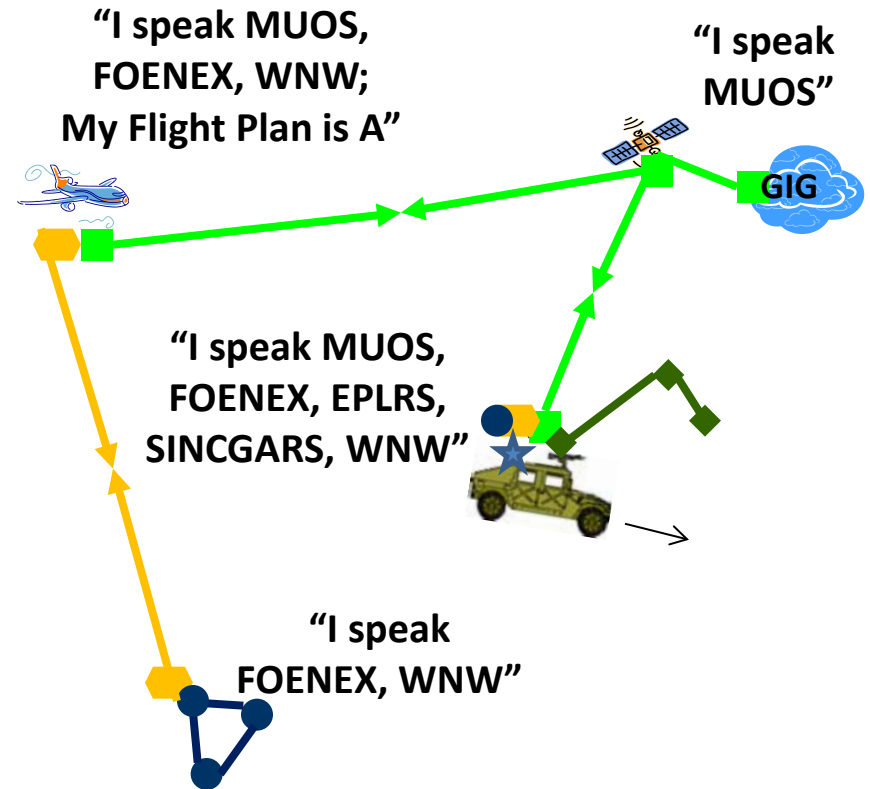 “I speak MUOS,
FOENEX, WNW;
My Flight Plan is A”
“I speak
MUOS”
GIG
“I speak MUOS,
FOENEX, EPLRS,
SINCGARS, WNW”
“I speak
FOENEX, WNW”